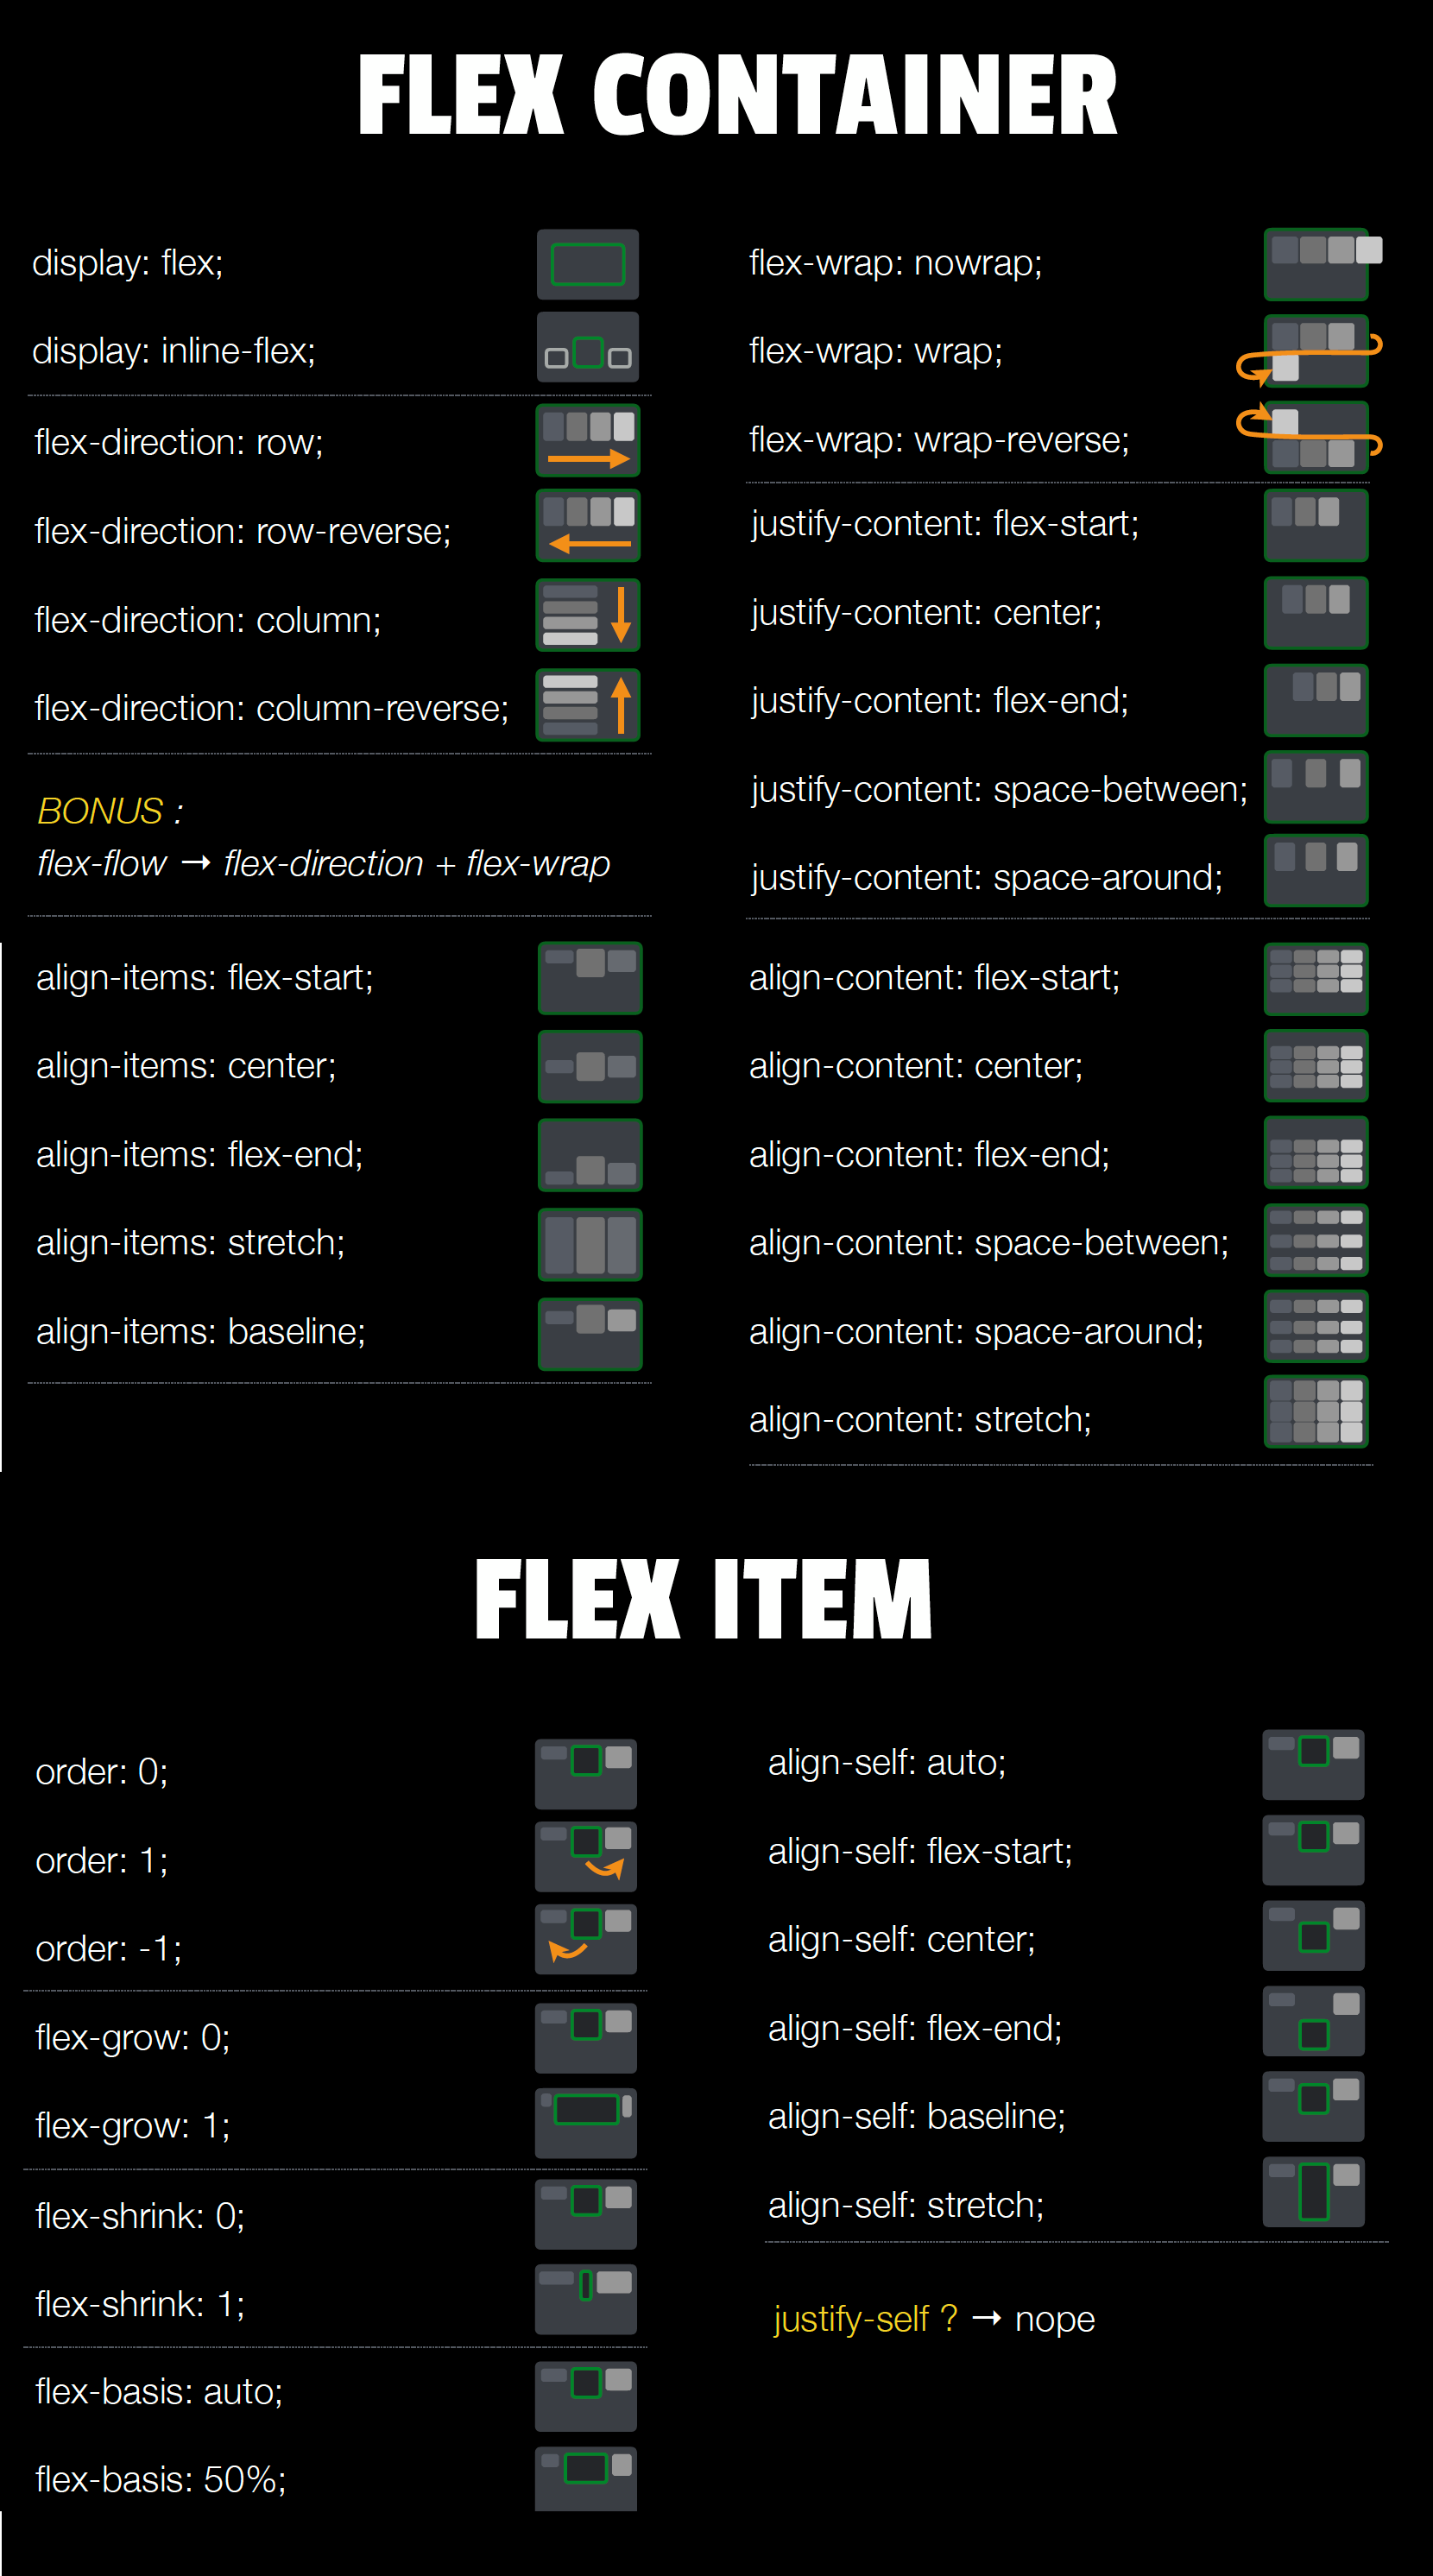 FLEX CONTAINER
display: flex;
display: inline-flex;
flex-direction: row;
flex-direction: row-reverse;
flex-direction: column;
flex-direction: column-reverse;
BONUS :
flex-flow → flex-direction + flex-wrap
align-items: flex-start;
align-items: center;
align-items: flex-end;
align-items: stretch;
align-items: baseline;
flex-wrap: nowrap;
flex-wrap: wrap;
flex-wrap: wrap-reverse;
justify-content: flex-start;
justify-content: center;
justify-content: flex-end;
justify-content: space-between;
justify-content: space-around;
align-content: flex-start;
align-content: center;
align-content: flex-end;
align-content: space-between;
align-content: space-around;
align-content: stretch;
FLEX ITEM
order: 0;
order: 1;
order: -1;
flex-grow: 0;
flex-grow: 1;
flex-shrink: 0;
flex-shrink: 1;
flex-basis: auto;
flex-basis: 50%;
align-self: auto;
align-self: flex-start;
align-self: center;
align-self: flex-end;
align-self: baseline;
align-self: stretch;
justify-self ? → nope